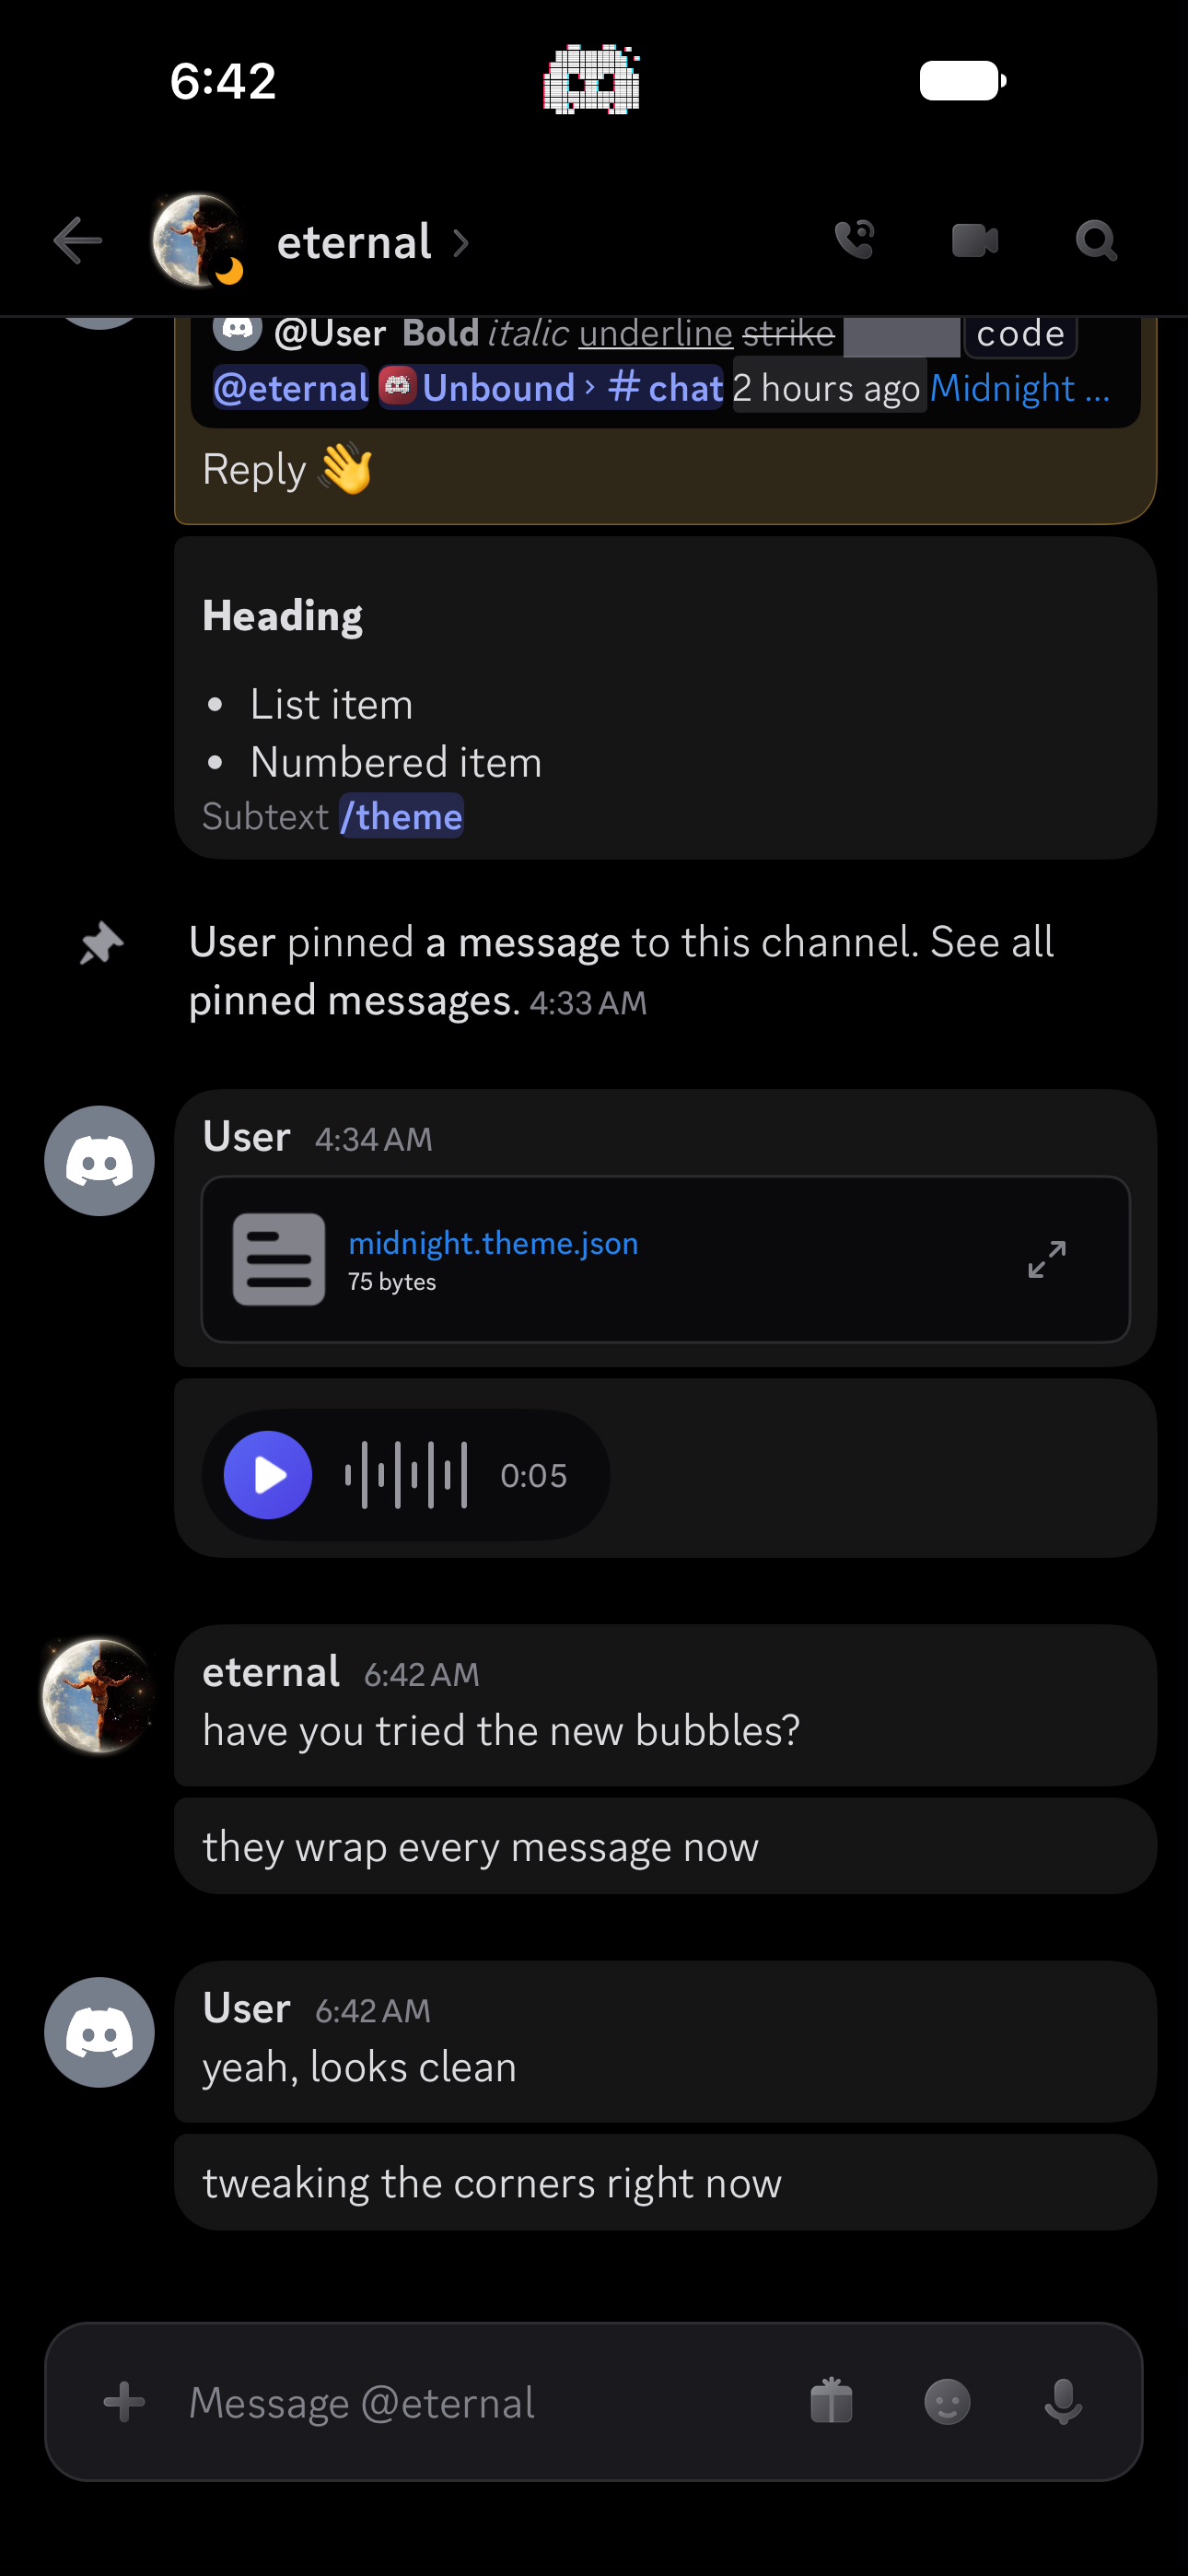 6:42
eternal
@User Bold italic underline strike code
@eternal Unbound › # chat 2 hours ago Midnight ...
Reply 👋
Heading
• List item
• Numbered item
Subtext /theme
User pinned a message to this channel. See all
pinned messages. 4:33 AM
User 4:34 AM
midnight.theme.json
75 bytes
0:05
eternal 6:42 AM
have you tried the new bubbles?
they wrap every message now
User 6:42 AM
yeah, looks clean
tweaking the corners right now
Message @eternal